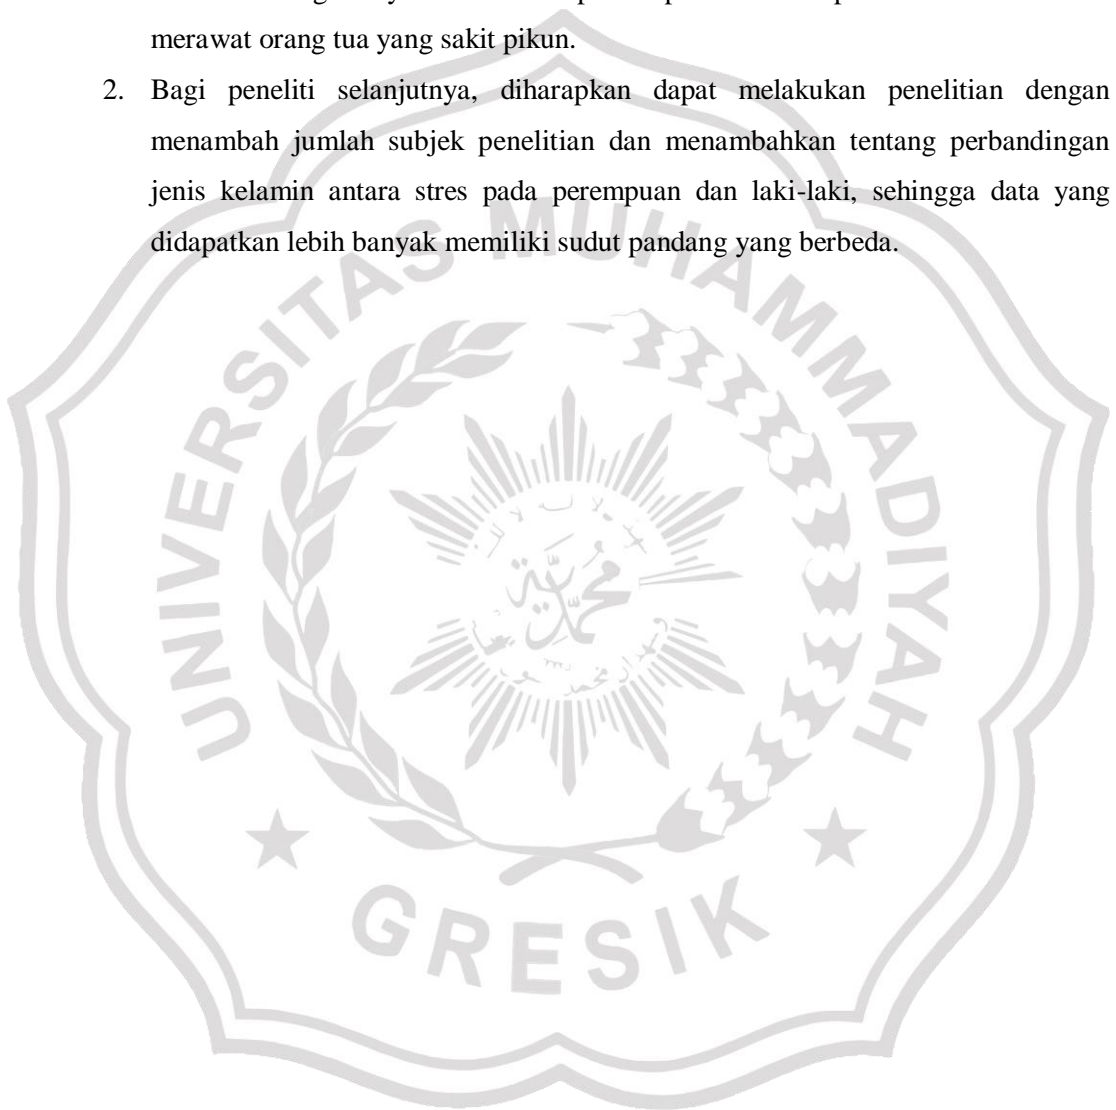 merawat orang tua yang sakit pikun.
2. Bagi peneliti selanjutnya, diharapkan dapat melakukan penelitian dengan
menambah jumlah subjek penelitian dan menambahkan tentang perbandingan
jenis kelamin antara stres pada perempuan dan laki-laki, sehingga data yang
didapatkan lebih banyak memiliki sudut pandang yang berbeda.
UNIVERSITAS MUHAMMADIYAH
محمدية
GRESIK